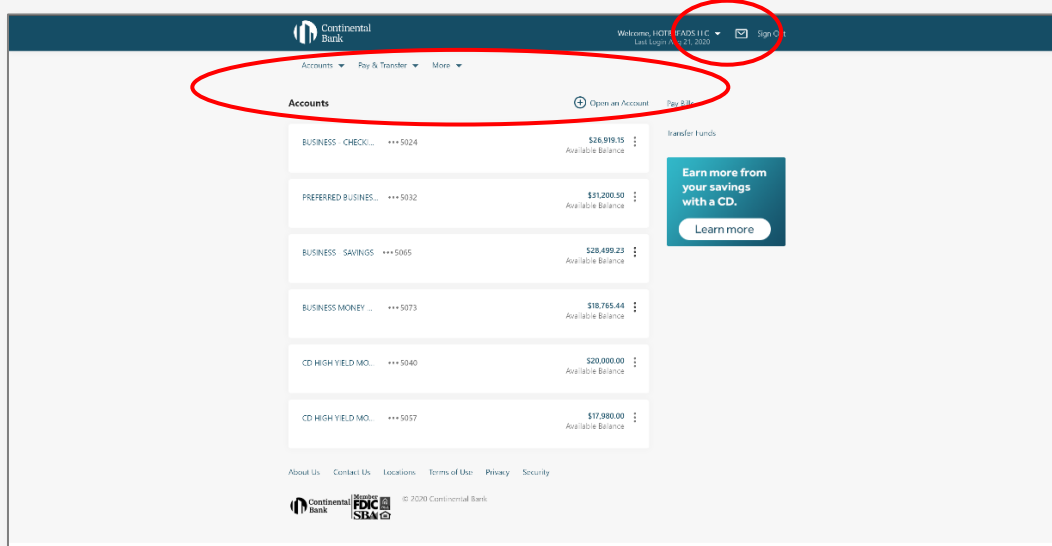 Continental
Bank
Welcome, HOTBEADS LLC
Last Login Aug 21, 2020
Sign Out
Accounts
Pay & Transfer
More
Accounts
Open an Account
Pay Bills
Transfer Funds
BUSINESS - CHECKI... •••5024
$26,919.15
Available Balance
PREFERRED BUSINES... •••5032
$31,200.50
Available Balance
BUSINESS - SAVINGS •••5065
$28,499.23
Available Balance
BUSINESS MONEY ... •••5073
$18,765.44
Available Balance
CD HIGH YIELD MO... •••5040
$20,000.00
Available Balance
CD HIGH YIELD MO... •••5057
$17,980.00
Available Balance
Earn more from
your savings
with a CD.
Learn more
About Us Contact Us Locations Terms of Use Privacy Security
Continental
Bank
Member
FDIC
SBA
© 2020 Continental Bank